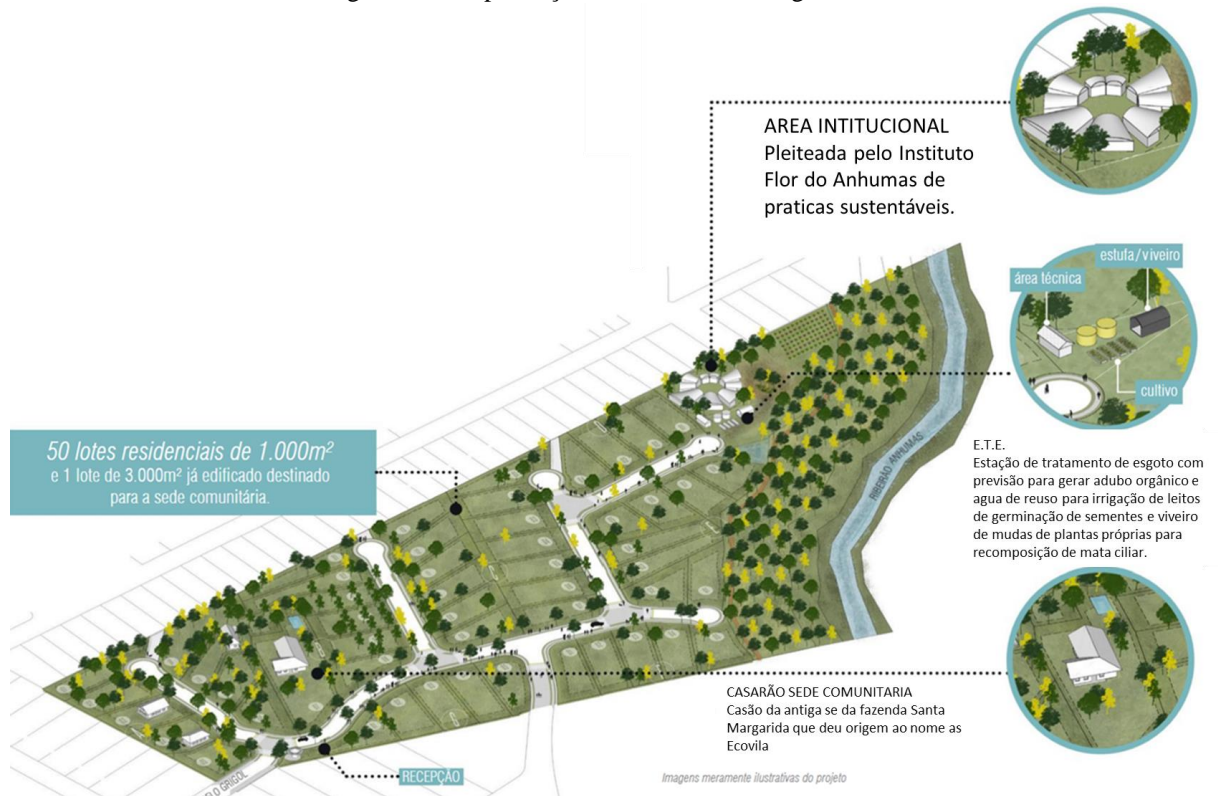 AREA INTITUCIONAL
Pleiteada pelo Instituto
Flor do Anhumas de
praticas sustentáveis.
estufa/viveiro
área técnica
cultivo
50 lotes residenciais de 1.000m²
e 1 lote de 3.000m² já edificado destinado
para a sede comunitária.
RIBEIRÃO ANHUMAS
E.T.E.
Estação de tratamento de esgoto com
previsão para gerar adubo orgânico e
agua de reuso para irrigação de leitos
de germinação de sementes e viveiro
de mudas de plantas próprias para
recomposição de mata ciliar.
CASARÃO SEDE COMUNITARIA
Casão da antiga se da fazenda Santa
Margarida que deu origem ao nome as
Ecovila
RECEPÇÃO
GRIGOL
Imagens meramente ilustrativas do projeto